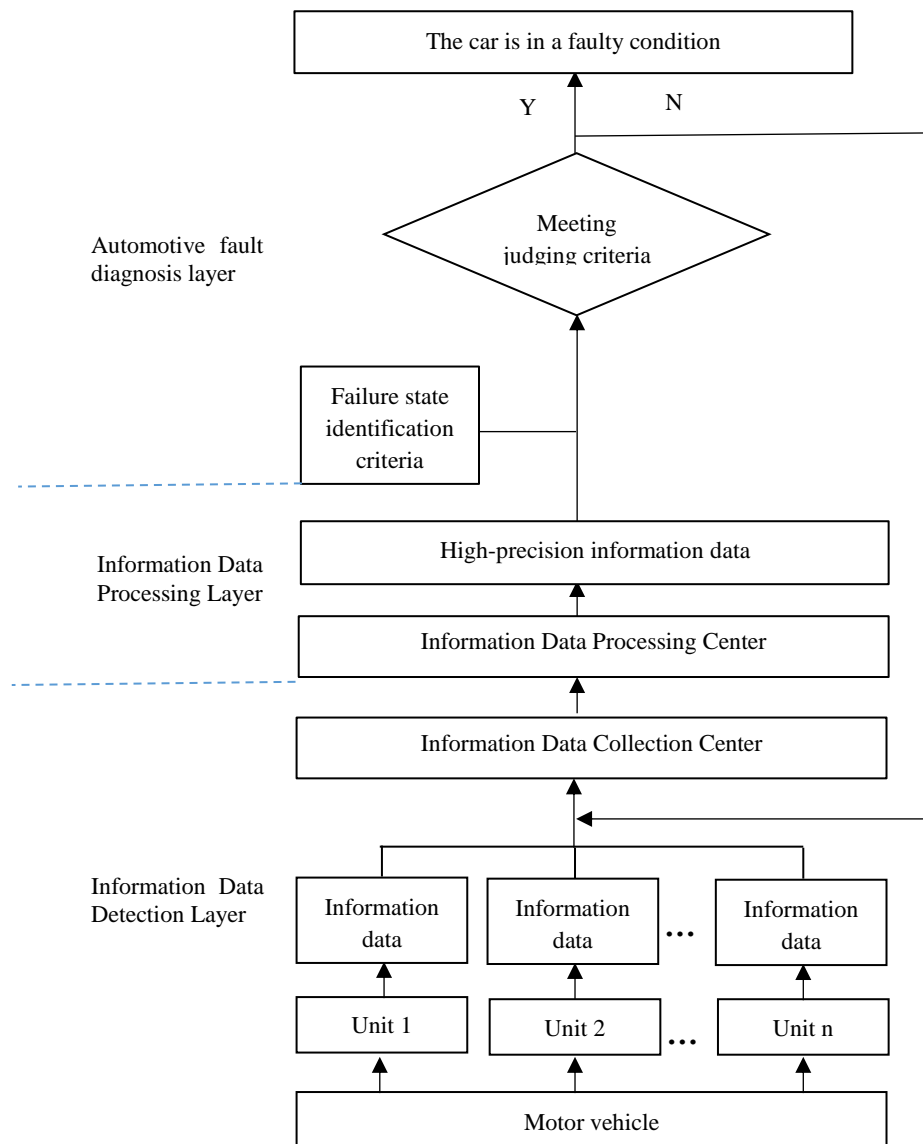 The car is in a faulty condition
Y
N
Meeting
judging criteria
Automotive fault
diagnosis layer
Failure state
identification
criteria
High-precision information data
Information Data
Processing Layer
Information Data Processing Center
Information Data Collection Center
Information Data
Detection Layer
Information
data
Information
data
...
Information
data
Unit 1
Unit 2
...
Unit n
Motor vehicle